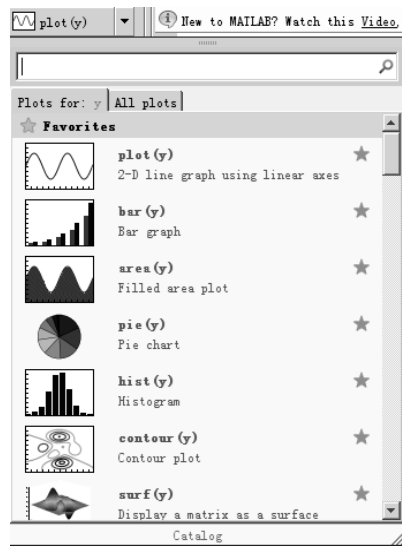 plot(y)
New to MATLAB? Watch this Video,
Plots for: y All plots
Favorites
plot(y)
2-D line graph using linear axes
bar(y)
Bar graph
area(y)
Filled area plot
pie(y)
Pie chart
hist(y)
Histogram
contour(y)
Contour plot
surf(y)
Display a matrix as a surface
Catalog